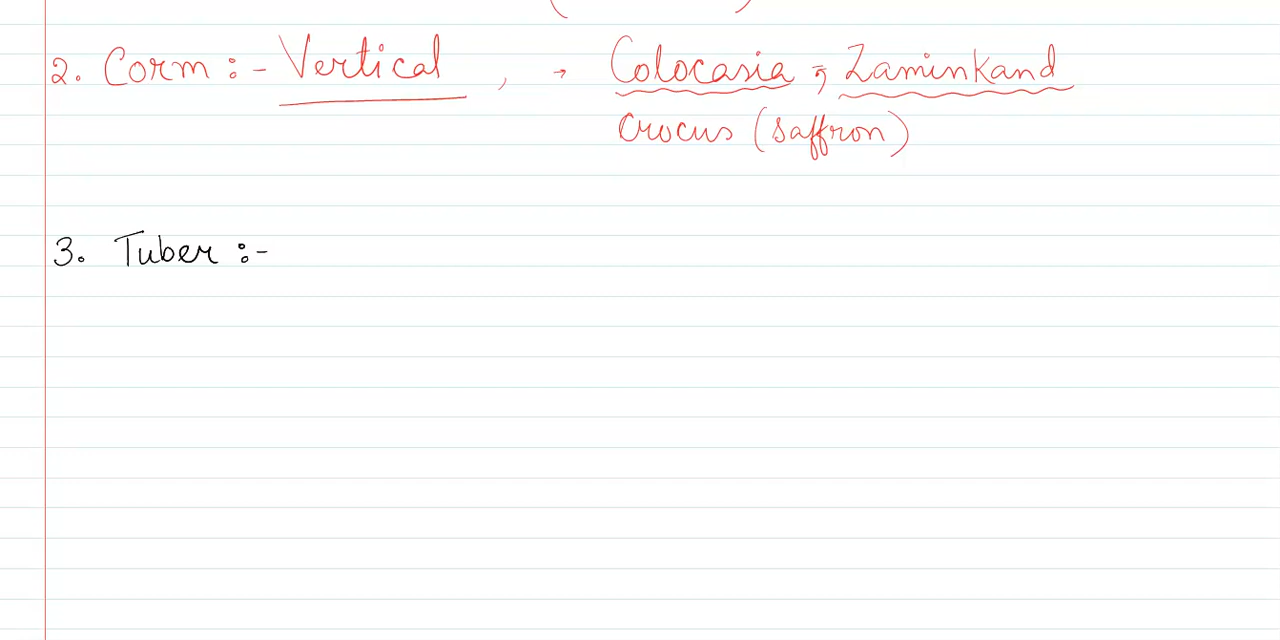 2. Corm :- Vertical , → Colocasia , Zaminkand
Crocus (Saffron)
3. Tuber :-